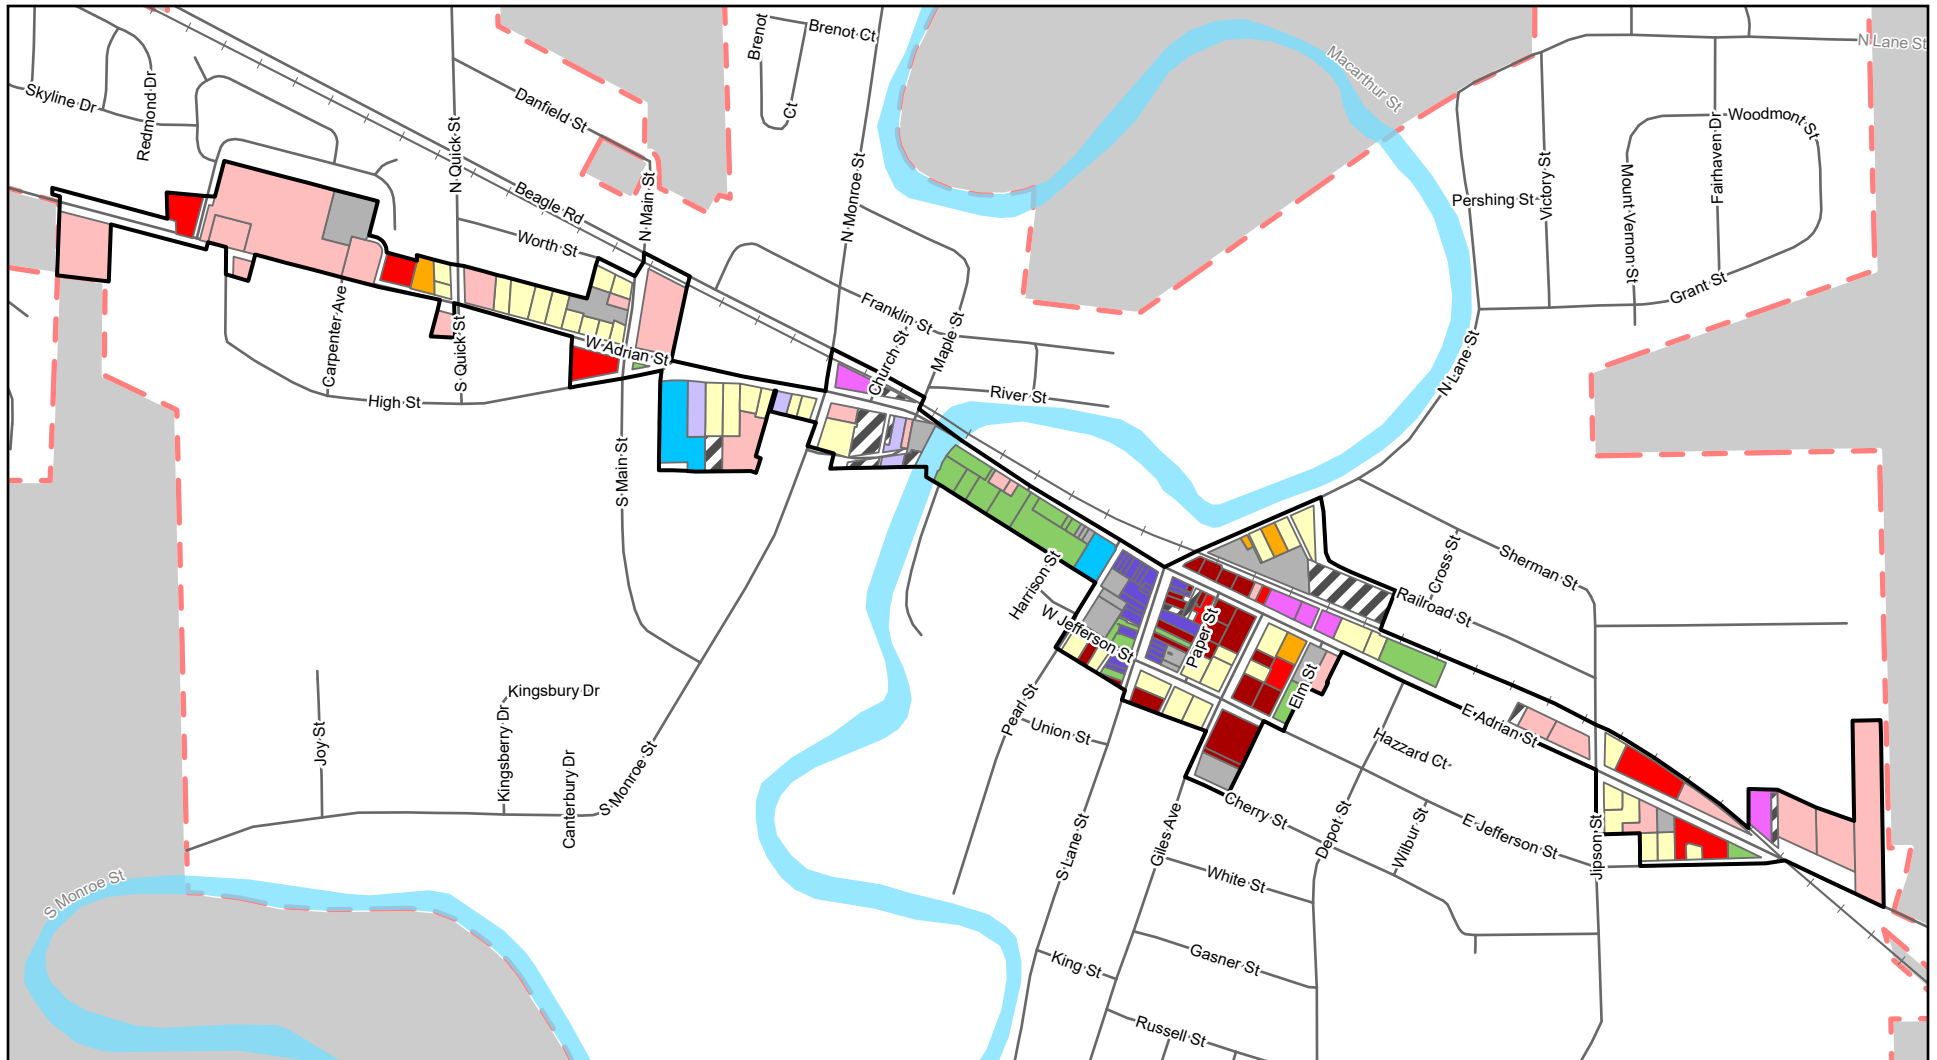 Brenot
Brenot Ct
Ct
N Lane St
Macarthur St
Skyline Dr
Redmond Dr
Danfield St
N Quick St
N Main St
N Monroe St
Woodmont St
Fairhaven Dr
Victory St
Mount Vernon St
Pershing St
Grant St
Beagle Rd
Worth St
Franklin St
Church St
Maple St
Carpenter Ave
S Quick St
W Adrian St
High St
River St
N Lane St
S Main St
Harrison St
W Jefferson St
Paper St
Elm St
Cross St
Sherman St
Railroad St
Pearl St
Union St
E Adrian St
Hazzard Ct
Kingsbury Dr
Kingsberry Dr
Joy St
Canterbury Dr
S Monroe St
Cherry St
Depot St
Wilbur St
E Jefferson St
Jipson St
S Lane St
Giles Ave
White St
S Monroe St
King St
Gasner St
Russell St